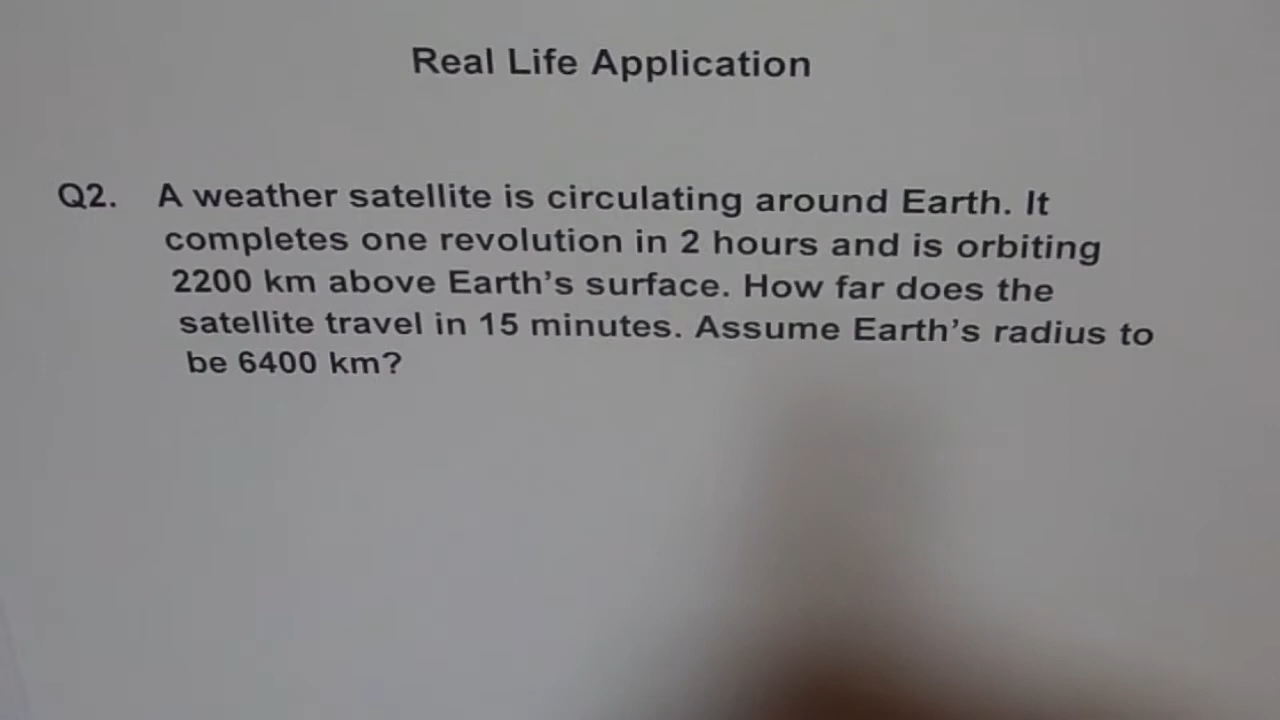 Real Life Application
Q2. A weather satellite is circulating around Earth. It
completes one revolution in 2 hours and is orbiting
2200 km above Earth's surface. How far does the
satellite travel in 15 minutes. Assume Earth's radius to
be 6400 km?